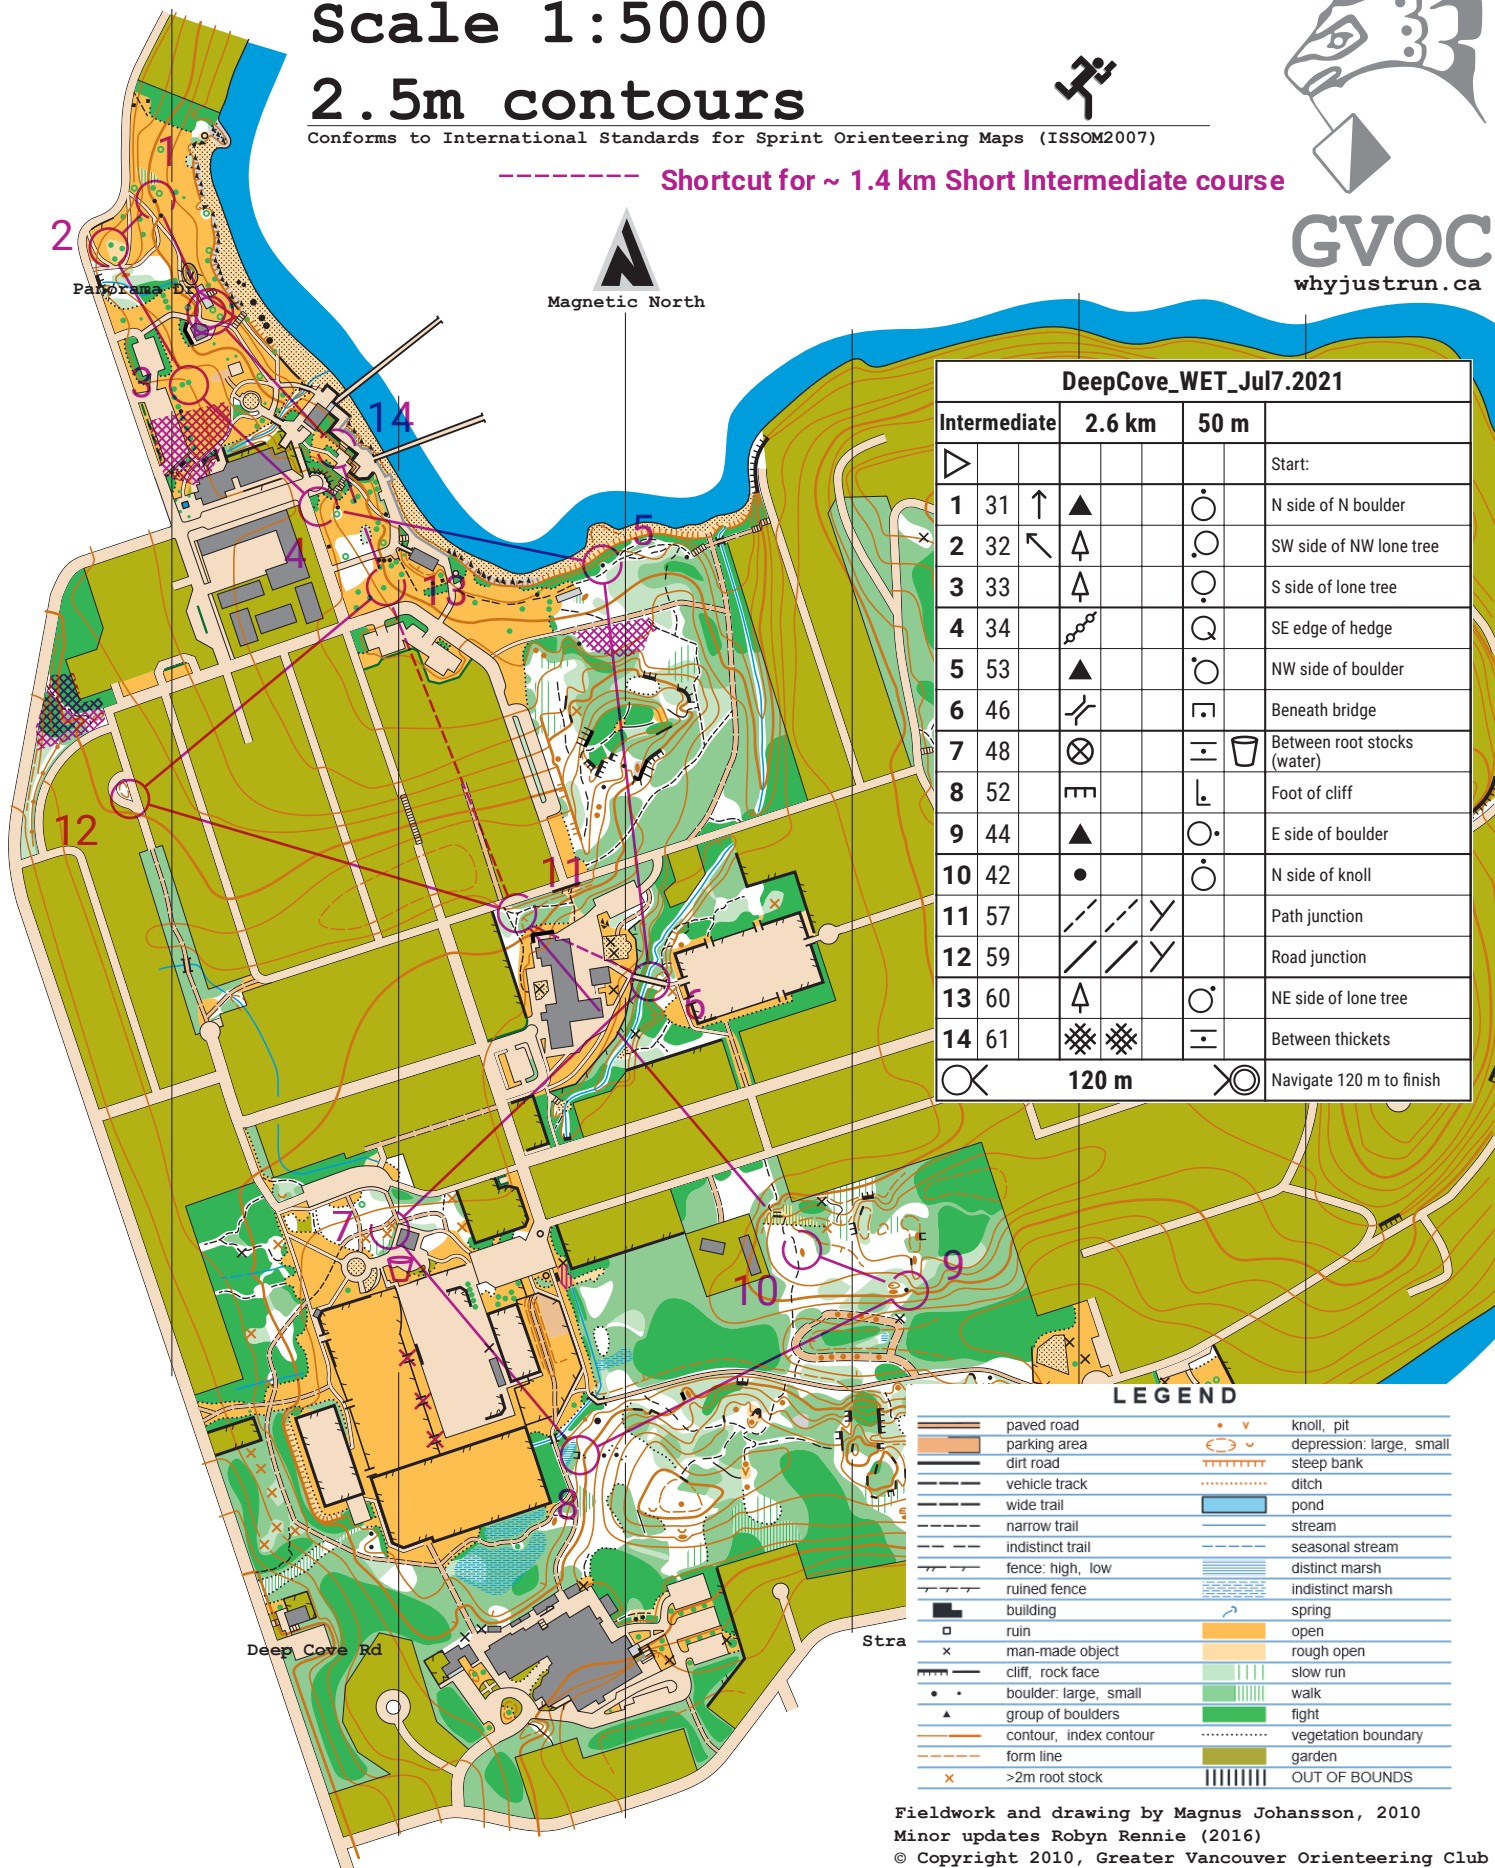 Scale 1:5000
2.5m contours
Conforms to International Standards for Sprint Orienteering Maps (ISSOM2007)
Shortcut for ~ 1.4 km Short Intermediate course
GVOC
whyjustrun.ca
N
Magnetic North
1
2
Panorama Dr
3
14
4
5
13
12
11
6
7
10
9
8
Deep Cove Rd
Stra
DeepCove_WET_Jul7.2021
Intermediate 2.6 km 50 m
Start:
1 31 N side of N boulder
2 32 SW side of NW lone tree
3 33 S side of lone tree
4 34 SE edge of hedge
5 53 NW side of boulder
6 46 Beneath bridge
7 48 Between root stocks
(water)
8 52 Foot of cliff
9 44 E side of boulder
10 42 N side of knoll
11 57 Path junction
12 59 Road junction
13 60 NE side of lone tree
14 61 Between thickets
120 m Navigate 120 m to finish
LEGEND
paved road knoll, pit
parking area depression: large, small
dirt road steep bank
vehicle track ditch
wide trail pond
narrow trail stream
indistinct trail seasonal stream
fence: high, low distinct marsh
ruined fence indistinct marsh
building spring
ruin open
man-made object rough open
cliff, rock face slow run
boulder: large, small walk
group of boulders fight
contour, index contour vegetation boundary
form line garden
>2m root stock OUT OF BOUNDS
Fieldwork and drawing by Magnus Johansson, 2010
Minor updates Robyn Rennie (2016)
© Copyright 2010, Greater Vancouver Orienteering Club